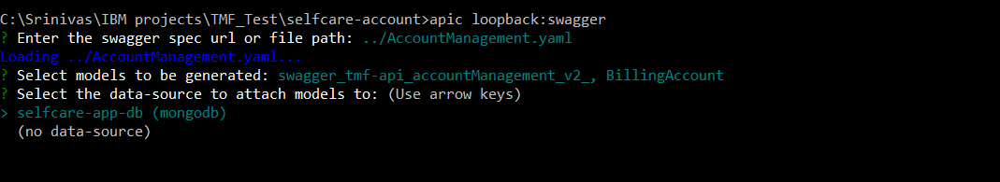 C:\Srinivas\IBM projects\TMF_Test\selfcare-account>apic loopback:swagger
? Enter the swagger spec url or file path: ../AccountManagement.yaml
Loading ../AccountManagement.yaml...
? Select models to be generated: swagger_tmf-api_accountManagement_v2_, BillingAccount
? Select the data-source to attach models to: (Use arrow keys)
> selfcare-app-db (mongodb)
(no data-source)